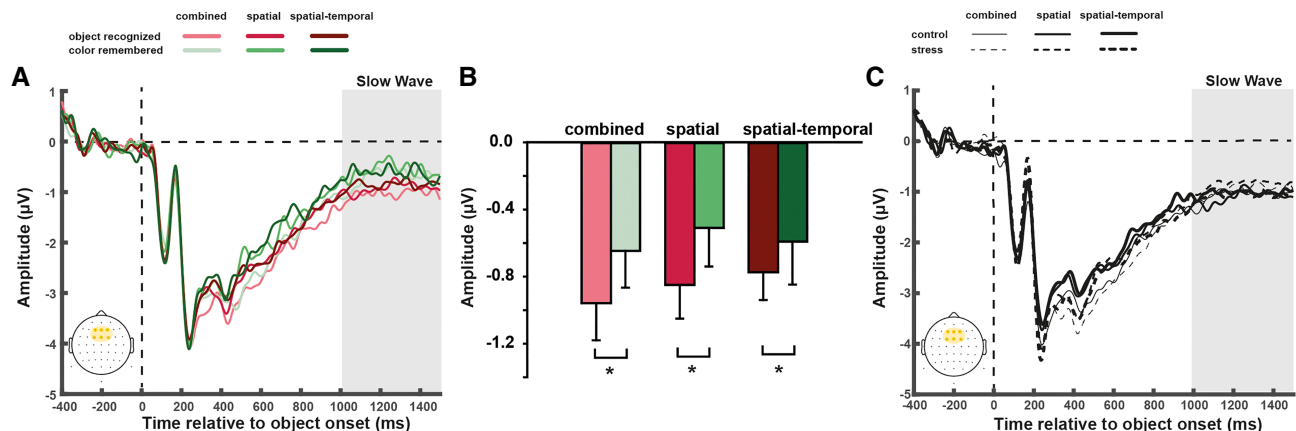 combined spatial spatial-temporal
object recognized
color remembered
combined spatial spatial-temporal
control
stress
A
Slow Wave
1
0
-1
-2
-3
-4
-5
Amplitude (µV)
-400 -200 0 200 400 600 800 1000 1200 1400
Time relative to object onset (ms)
B
combined spatial spatial-temporal
0.0
-0.4
-0.8
-1.2
Amplitude (µV)
* * *
C
Slow Wave
1
0
-1
-2
-3
-4
-5
Amplitude (µV)
-400 -200 0 200 400 600 800 1000 1200 1400
Time relative to object onset (ms)